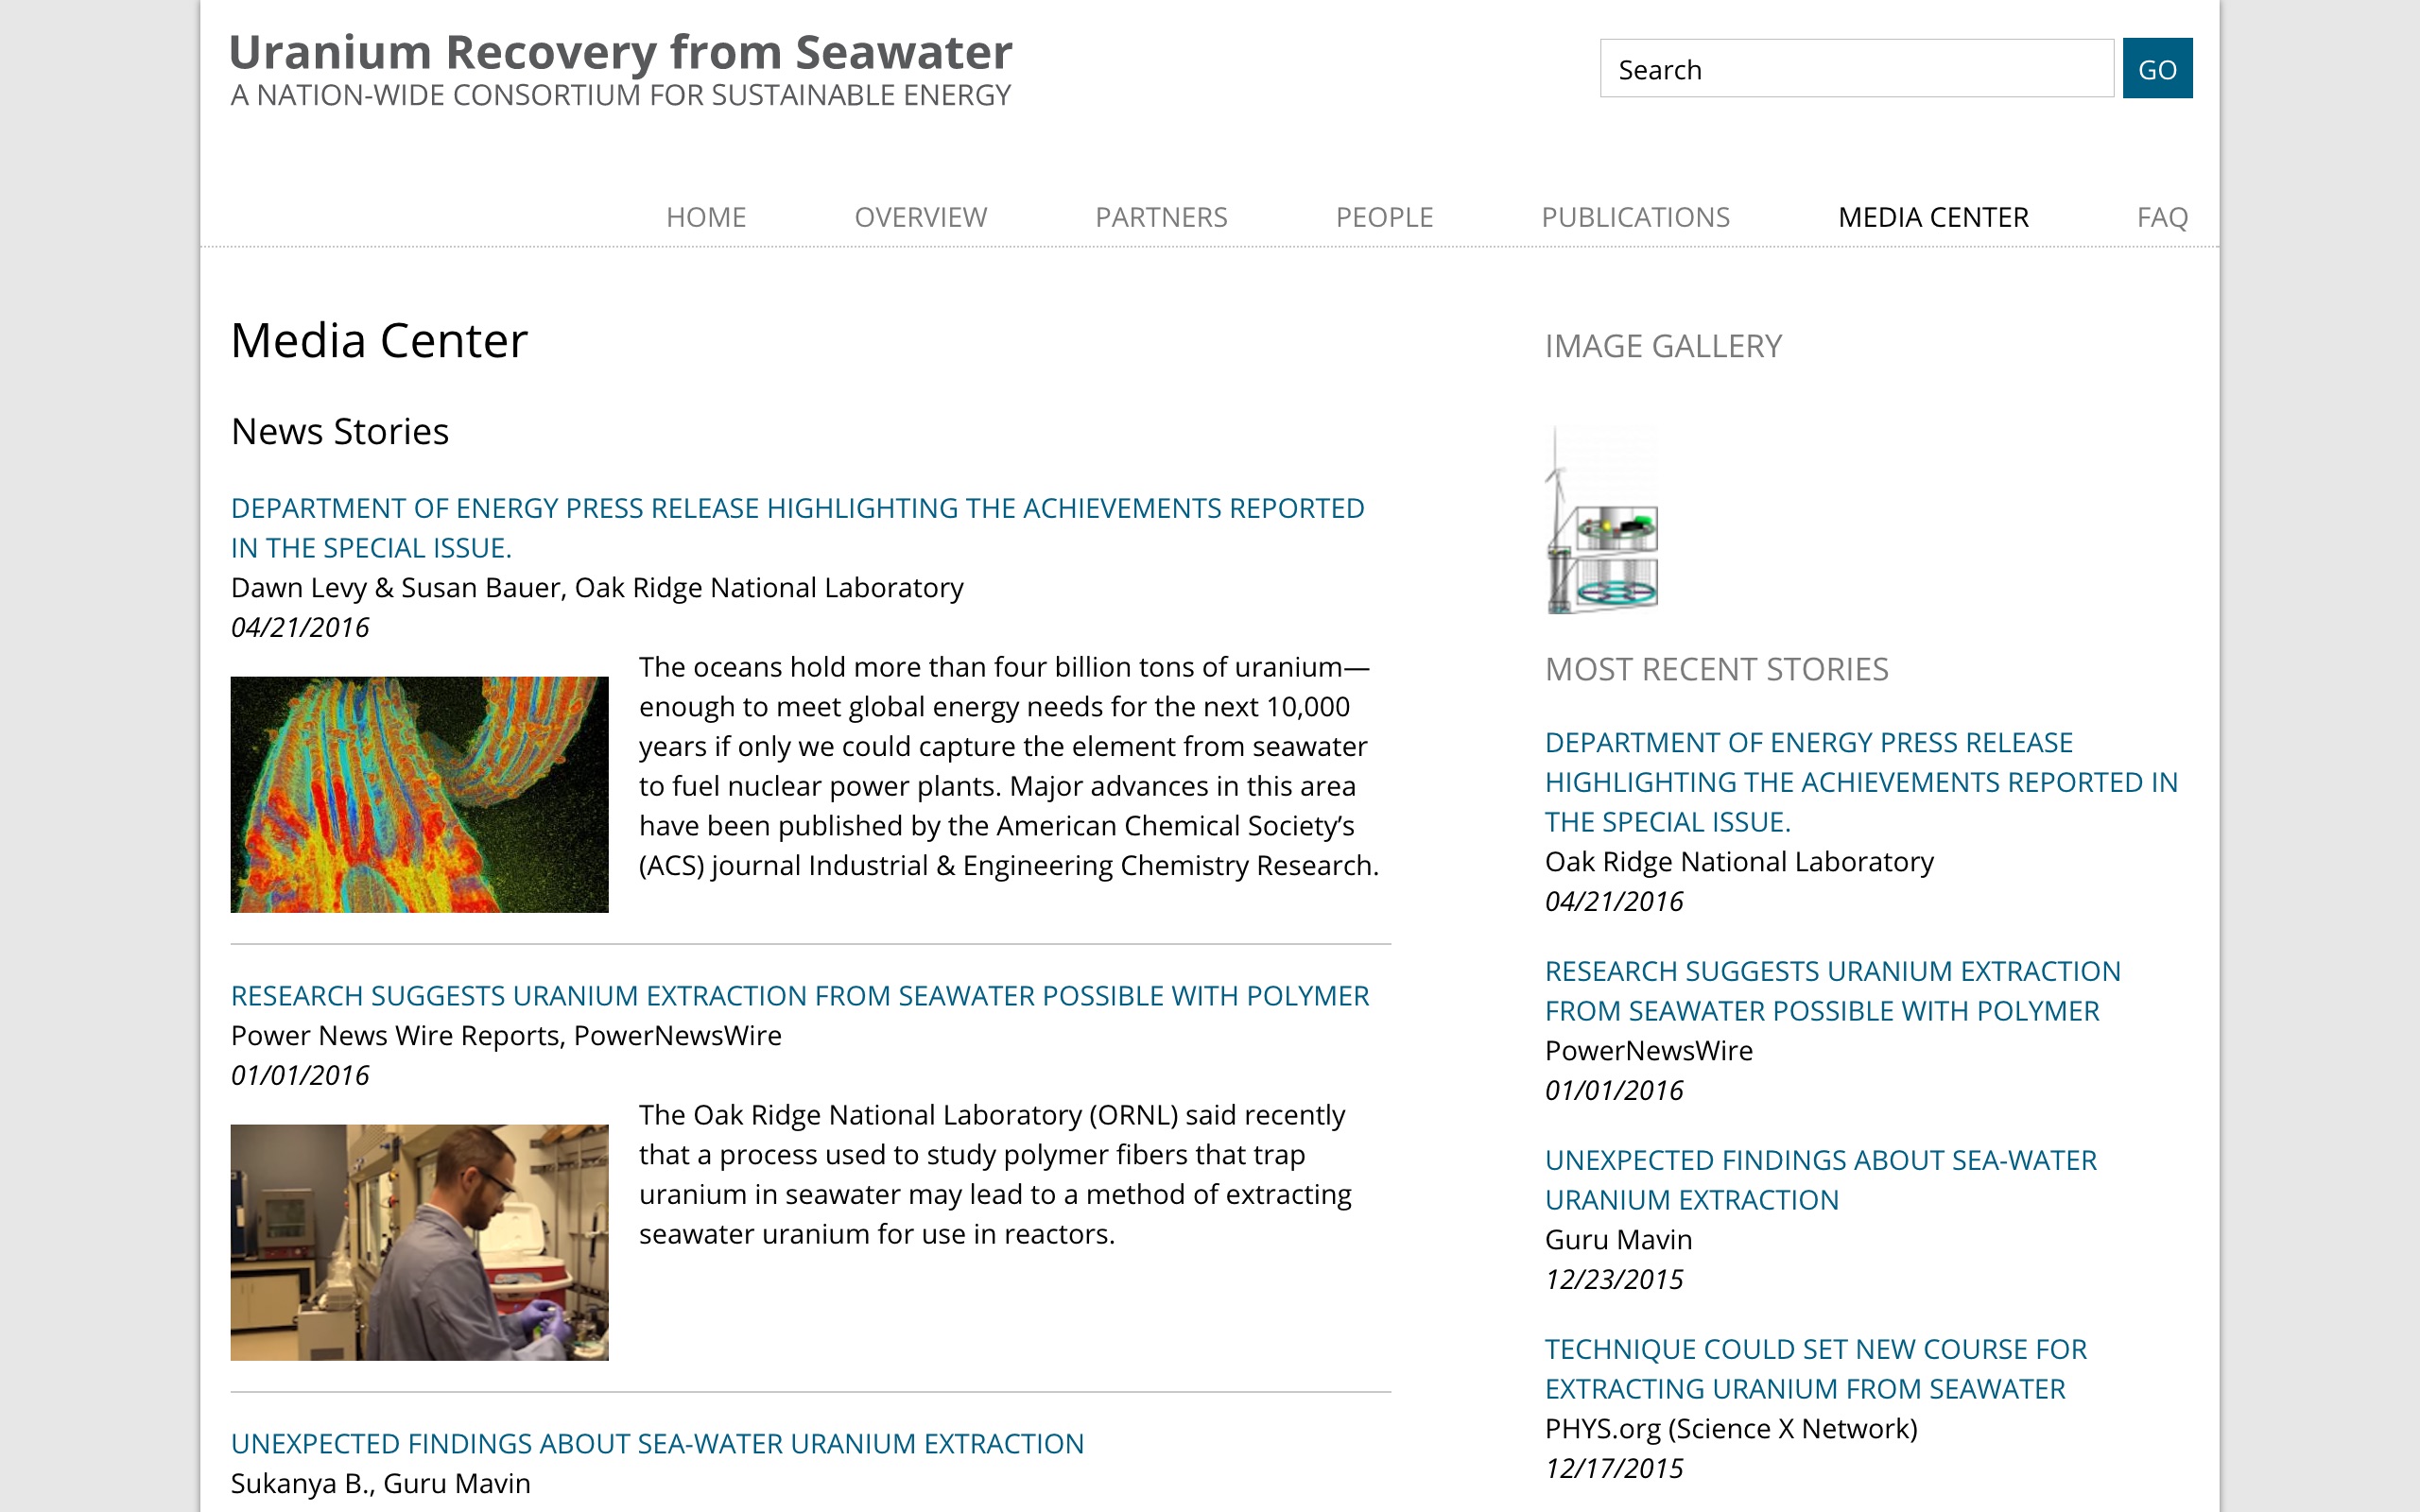 Uranium Recovery from Seawater
A NATION-WIDE CONSORTIUM FOR SUSTAINABLE ENERGY
Search
GO
HOME
OVERVIEW
PARTNERS
PEOPLE
PUBLICATIONS
MEDIA CENTER
FAQ
Media Center
News Stories
DEPARTMENT OF ENERGY PRESS RELEASE HIGHLIGHTING THE ACHIEVEMENTS REPORTED
IN THE SPECIAL ISSUE.
Dawn Levy & Susan Bauer, Oak Ridge National Laboratory
04/21/2016
The oceans hold more than four billion tons of uranium—
enough to meet global energy needs for the next 10,000
years if only we could capture the element from seawater
to fuel nuclear power plants. Major advances in this area
have been published by the American Chemical Society’s
(ACS) journal Industrial & Engineering Chemistry Research.
RESEARCH SUGGESTS URANIUM EXTRACTION FROM SEAWATER POSSIBLE WITH POLYMER
Power News Wire Reports, PowerNewsWire
01/01/2016
The Oak Ridge National Laboratory (ORNL) said recently
that a process used to study polymer fibers that trap
uranium in seawater may lead to a method of extracting
seawater uranium for use in reactors.
UNEXPECTED FINDINGS ABOUT SEA-WATER URANIUM EXTRACTION
Sukanya B., Guru Mavin
IMAGE GALLERY
MOST RECENT STORIES
DEPARTMENT OF ENERGY PRESS RELEASE
HIGHLIGHTING THE ACHIEVEMENTS REPORTED IN
THE SPECIAL ISSUE.
Oak Ridge National Laboratory
04/21/2016
RESEARCH SUGGESTS URANIUM EXTRACTION
FROM SEAWATER POSSIBLE WITH POLYMER
PowerNewsWire
01/01/2016
UNEXPECTED FINDINGS ABOUT SEA-WATER
URANIUM EXTRACTION
Guru Mavin
12/23/2015
TECHNIQUE COULD SET NEW COURSE FOR
EXTRACTING URANIUM FROM SEAWATER
PHYS.org (Science X Network)
12/17/2015